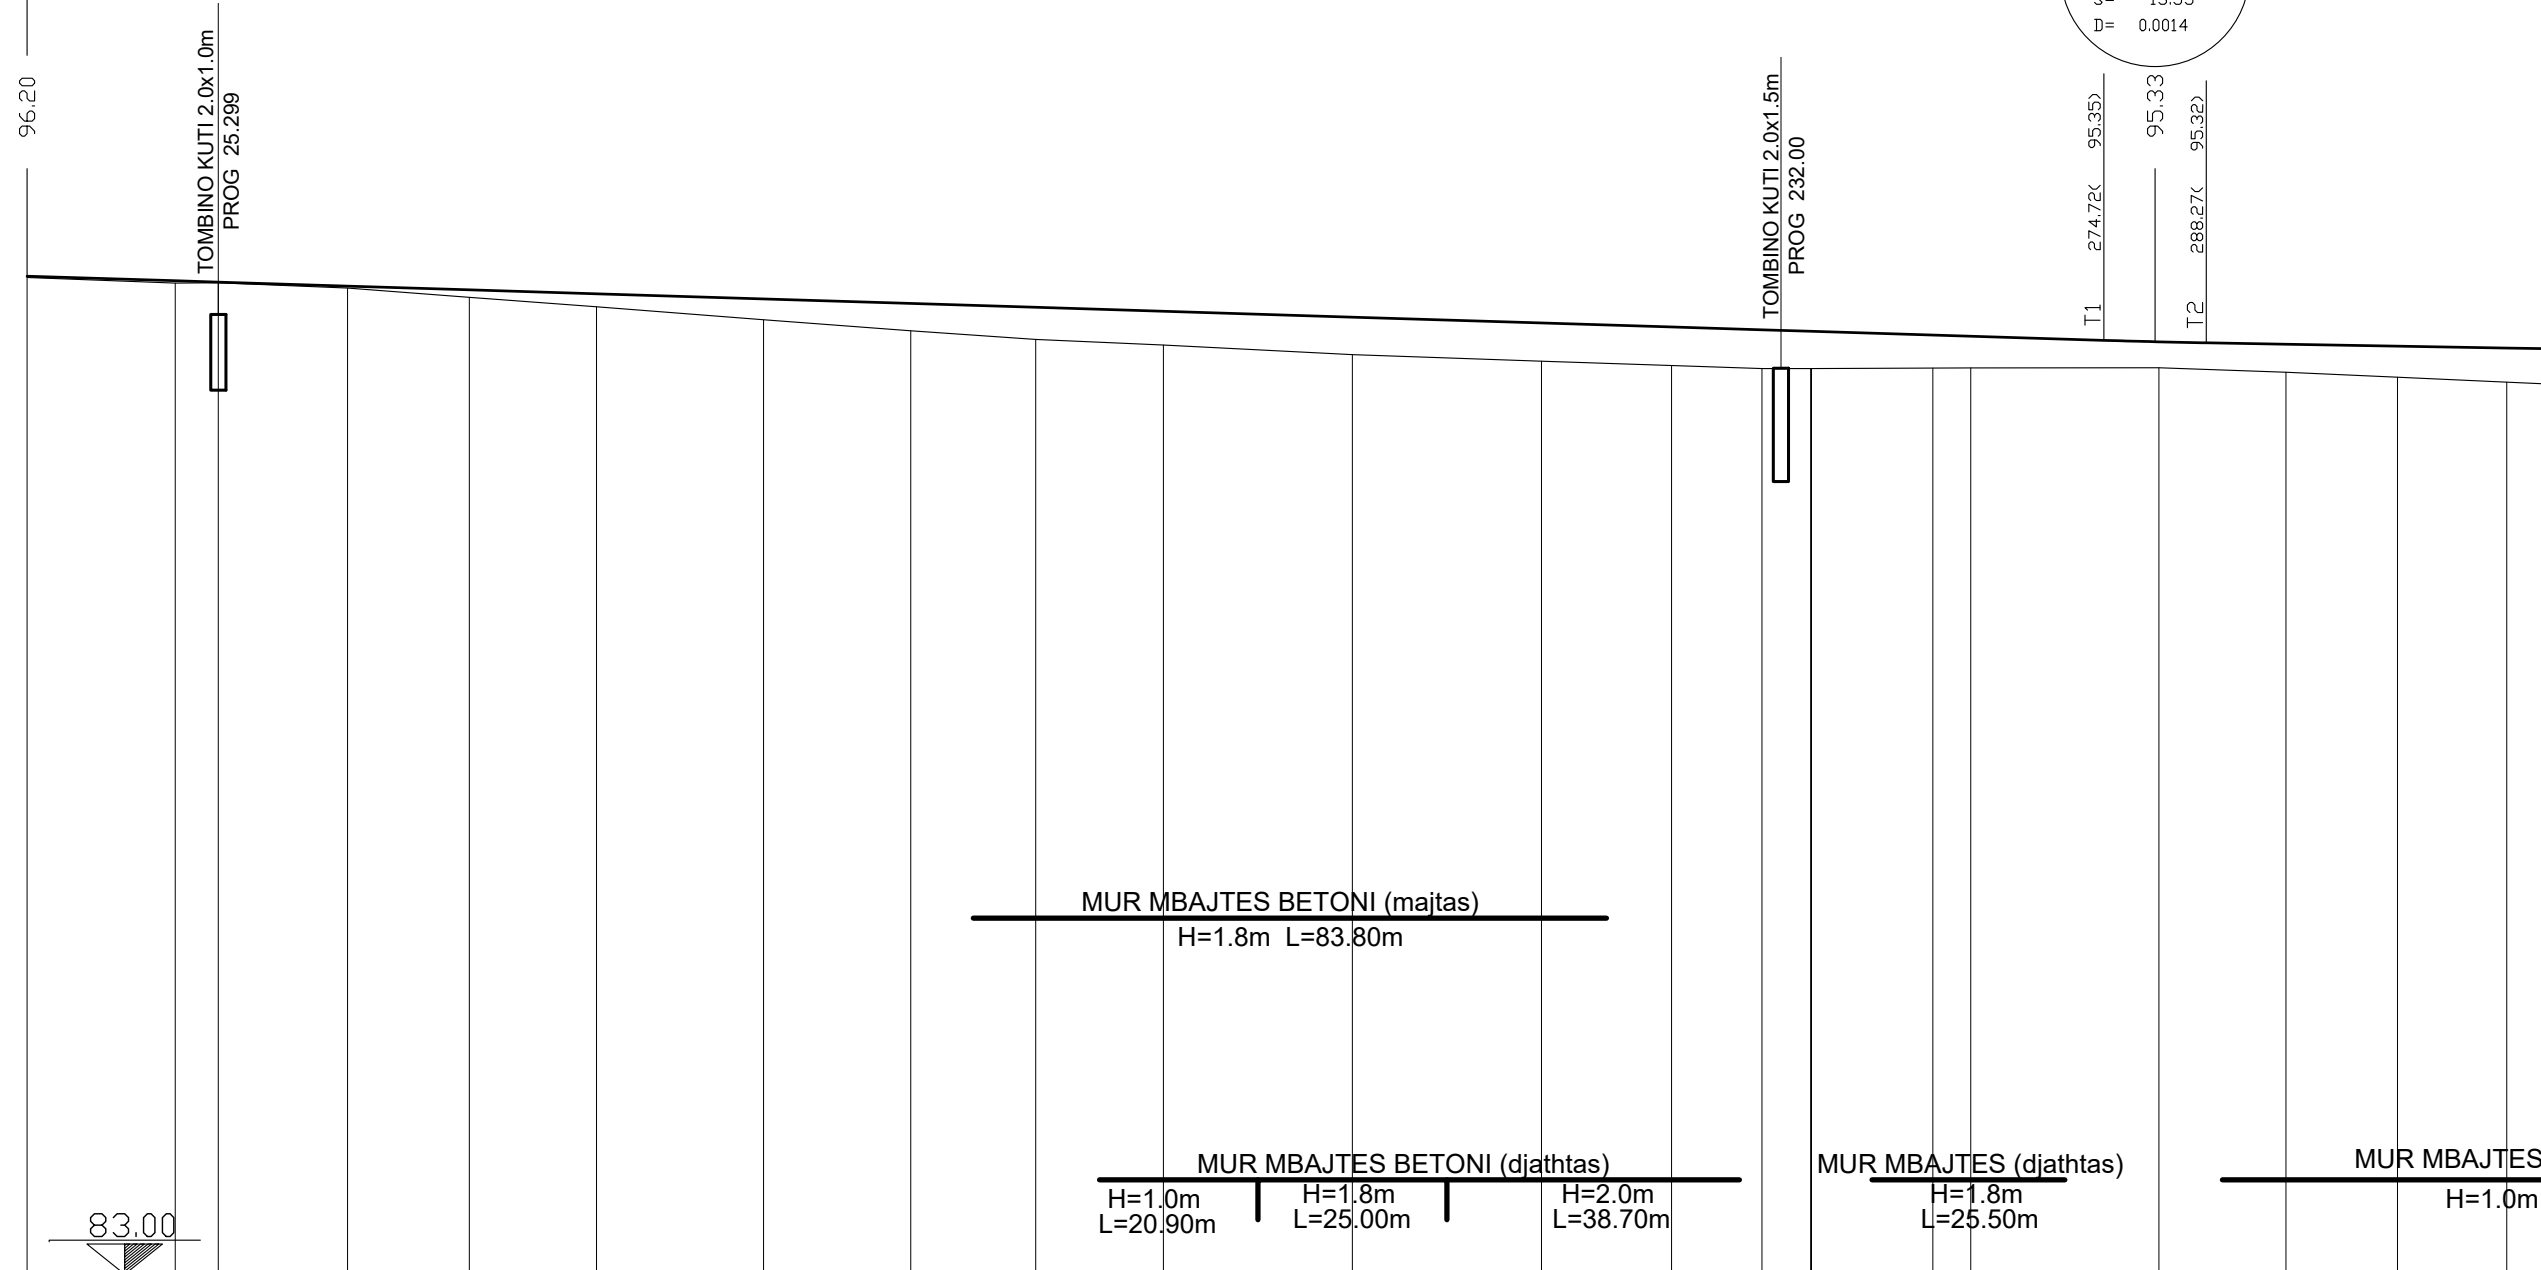 D= 0.0014
96.20
TOMBINO KUTI 2.0x1.0m
PROG 25.299
TOMBINO KUTI 2.0x1.5m
PROG 232.00
T1 274.72( 95.35)
95.33
T2 288.27( 95.32)
MUR MBAJTES BETONI (majtas)
H=1.8m L=83.80m
MUR MBAJTES BETONI (djathtas)
H=1.0m
L=20.90m
H=1.8m
L=25.00m
H=2.0m
L=38.70m
MUR MBAJTES (djathtas)
H=1.8m
L=25.50m
MUR MBAJTES
H=1.0m
83.00